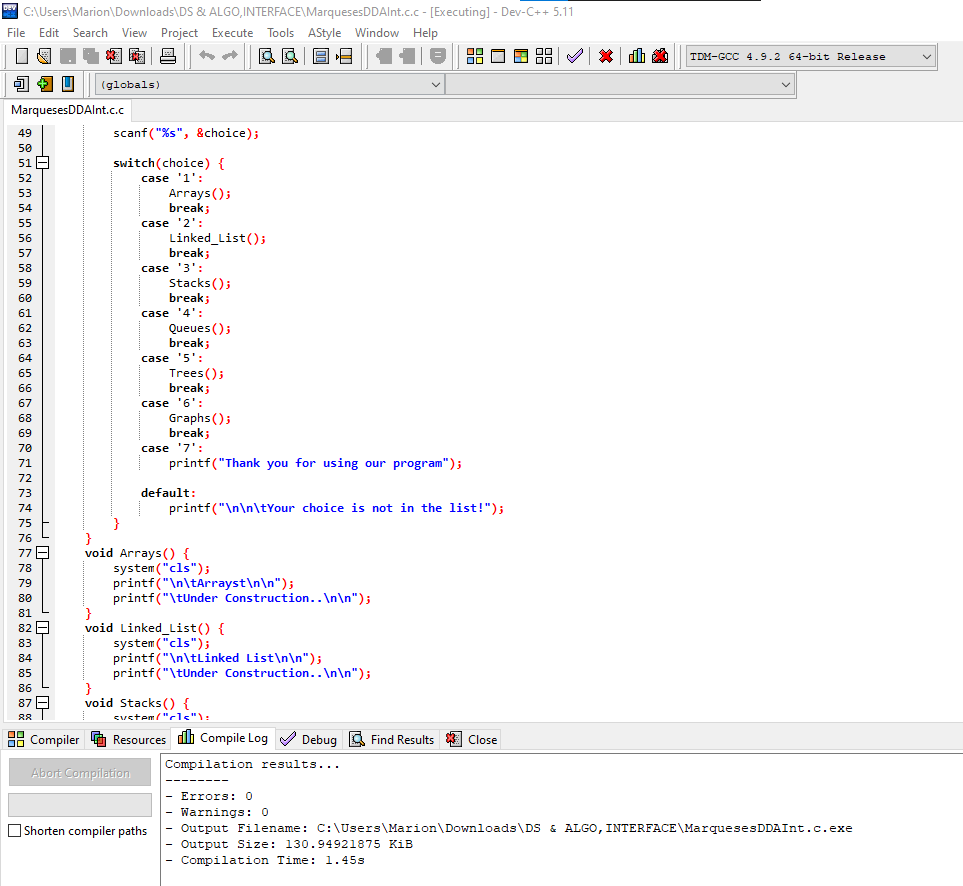 C:\Users\Marion\Downloads\DS & ALGO,INTERFACE\MarquesesDDAInt.c.c - [Executing] - Dev-C++ 5.11
File Edit Search View Project Execute Tools AStyle Window Help
TDM-GCC 4.9.2 64-bit Release
(globals)
MarquesesDDAInt.c.c
49 scanf("%s", &choice);
50
51 switch(choice) {
52 case '1':
53 Arrays();
54 break;
55 case '2':
56 Linked_List();
57 break;
58 case '3':
59 Stacks();
60 break;
61 case '4':
62 Queues();
63 break;
64 case '5':
65 Trees();
66 break;
67 case '6':
68 Graphs();
69 break;
70 case '7':
71 printf("Thank you for using our program");
72
73 default:
74 printf("\n\n\tYour choice is not in the list!");
75 }
76 }
77 void Arrays() {
78 system("cls");
79 printf("\n\tArrayst\n\n");
80 printf("\tUnder Construction..\n\n");
81 }
82 void Linked_List() {
83 system("cls");
84 printf("\n\tLinked List\n\n");
85 printf("\tUnder Construction..\n\n");
86 }
87 void Stacks() {
88 system("cls");
Compiler Resources Compile Log Debug Find Results Close
Abort Compilation
Shorten compiler paths
Compilation results...
--------
- Errors: 0
- Warnings: 0
- Output Filename: C:\Users\Marion\Downloads\DS & ALGO,INTERFACE\MarquesesDDAInt.c.exe
- Output Size: 130.94921875 KiB
- Compilation Time: 1.45s